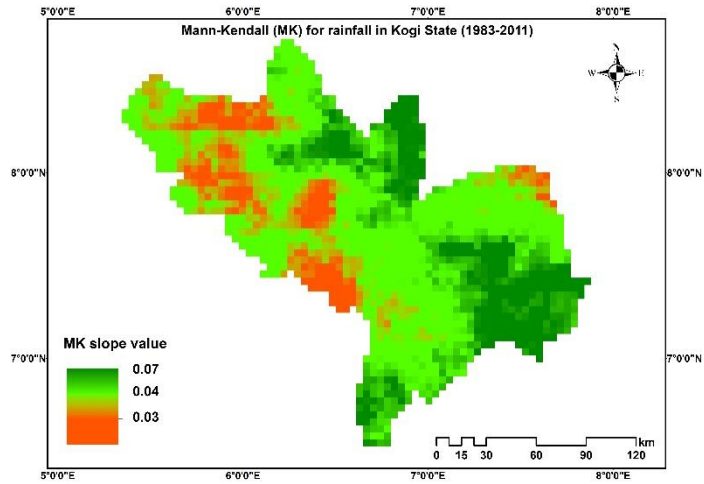 5°0'0"E 6°0'0"E 7°0'0"E 8°0'0"E
Mann-Kendall (MK) for rainfall in Kogi State (1983-2011)
N
W E
S
8°0'0"N 8°0'0"N
MK slope value
0.07
0.04
0.03
7°0'0"N 7°0'0"N
km
0 15 30 60 90 120
5°0'0"E 6°0'0"E 7°0'0"E 8°0'0"E